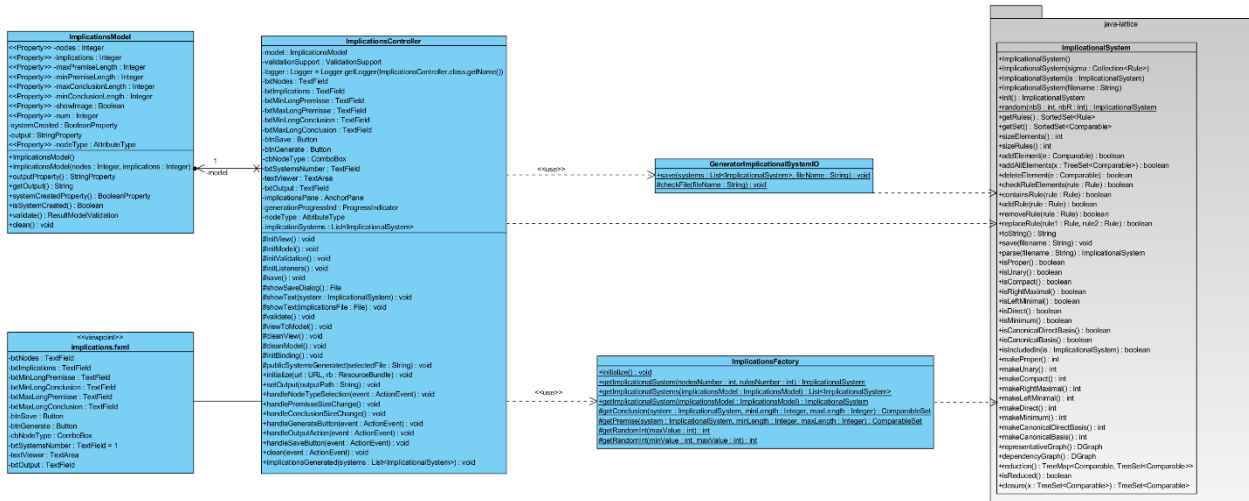 ImplicationsModel
<<Property>> -nodes : Integer
<<Property>> -implications : Integer
<<Property>> -maxPremiseLength : Integer
<<Property>> -minPremiseLength : Integer
<<Property>> -maxConclusionLength : Integer
<<Property>> -minConclusionLength : Integer
<<Property>> -showImage : Boolean
<<Property>> -num : Integer
-systemCreated : BooleanProperty
-output : StringProperty
<<Property>> -nodeType : AttributeType
+ImplicationsModel()
+ImplicationsModel(nodes : Integer, implications : Integer)
+outputProperty() : StringProperty
+getOutput() : String
+systemCreatedProperty() : BooleanProperty
+isSystemCreated() : Boolean
+validate() : ResultModelValidation
+clean() : void
1
-model
ImplicationsController
-model : ImplicationsModel
-validationSupport : ValidationSupport
-logger : Logger = Logger.getLogger(ImplicationsController.class.getName())
-txtNodes : TextField
-txtImplications : TextField
-txtMinLongPremisse : TextField
-txtMaxLongPremisse : TextField
-txtMinLongConclusion : TextField
-txtMaxLongConclusion : TextField
-btnSave : Button
-btnGenerate : Button
-cbNodeType : ComboBox
-txtSystemsNumber : TextField
-textViewer : TextArea
-txtOutput : TextField
-implicationsPane : AnchorPane
-generationProgressInd : ProgressIndicator
-nodeType : AttributeType
-implicationSystems : List<ImplicationalSystem>
#initView() : void
#initModel() : void
#initValidation() : void
#initListeners() : void
#save() : void
#showSaveDialog() : File
#showText(system : ImplicationalSystem) : void
#showText(implicationsFile : File) : void
#validate() : void
#viewToModel() : void
#cleanView() : void
#cleanModel() : void
#initBinding() : void
#publicSystemsGenerated(selectedFile : String) : void
+initialize(url : URL, rb : ResourceBundle) : void
+setOutput(outputPath : String) : void
+handleNodeTypeSelection(event : ActionEvent) : void
+handlePremiseSizeChange() : void
+handleConclusionSizeChange() : void
+handleGenerateButton(event : ActionEvent) : void
+handleOutputAction(event : ActionEvent) : void
+handleSaveButton(event : ActionEvent) : void
+clean(event : ActionEvent) : void
+implicationsGenerated(systems : List<ImplicationalSystem>) : void
<<viewpoint>>
implications.fxml
-txtNodes : TextField
-txtImplications : TextField
-txtMinLongPremisse : TextField
-txtMinLongConclusion : TextField
-txtMaxLongPremisse : TextField
-txtMaxLongConclusion : TextField
-btnSave : Button
-btnGenerate : Button
-cbNodeType : ComboBox
-txtSystemsNumber : TextField = 1
-textViewer : TextArea
-txtOutput : TextField
<<use>>
GeneratorImplicationalSystemIO
+save(systems : List<ImplicationalSystem>, fileName : String) : void
#checkFile(fileName : String) : void
<<use>>
ImplicationsFactory
+initialize() : void
+getImplicationalSystem(nodesNumber : int, rulesNumber : int) : ImplicationalSystem
+getImplicationalSystems(implicationsModel : ImplicationsModel) : List<ImplicationalSystem>
+getImplicationalSystem(implicationsModel : ImplicationsModel) : ImplicationalSystem
#getConclusion(system : ImplicationalSystem, minLength : Integer, maxLength : Integer) : ComparableSet
#getPremise(system : ImplicationalSystem, minLength : Integer, maxLength : Integer) : ComparableSet
#getRandomInt(maxValue : int) : int
#getRandomInt(minValue : int, maxValue : int) : int
java-lattice
ImplicationalSystem
+ImplicationalSystem()
+ImplicationalSystem(sigma : Collection<Rule>)
+ImplicationalSystem(is : ImplicationalSystem)
+ImplicationalSystem(filename : String)
+init() : ImplicationalSystem
+random(nbS : int, nbR : int) : ImplicationalSystem
+getRules() : SortedSet<Rule>
+getSet() : SortedSet<Comparable>
+sizeElements() : int
+sizeRules() : int
+addElement(e : Comparable) : boolean
+addAllElements(x : TreeSet<Comparable>) : boolean
+deleteElement(e : Comparable) : boolean
+checkRuleElements(rule : Rule) : boolean
+containsRule(rule : Rule) : boolean
+addRule(rule : Rule) : boolean
+removeRule(rule : Rule) : boolean
+replaceRule(rule1 : Rule, rule2 : Rule) : boolean
+toString() : String
+save(filename : String) : void
+parse(filename : String) : ImplicationalSystem
+isProper() : boolean
+isUnary() : boolean
+isCompact() : boolean
+isRightMaximal() : boolean
+isLeftMinimal() : boolean
+isDirect() : boolean
+isMinimum() : boolean
+isCanonicalDirectBasis() : boolean
+isCanonicalBasis() : boolean
+isIncludedIn(is : ImplicationalSystem) : boolean
+makeProper() : int
+makeUnary() : int
+makeCompact() : int
+makeRightMaximal() : int
+makeLeftMinimal() : int
+makeDirect() : int
+makeMinimum() : int
+makeCanonicalDirectBasis() : int
+makeCanonicalBasis() : int
+representativeGraph() : DGraph
+dependencyGraph() : DGraph
+reduction() : TreeMap<Comparable, TreeSet<Comparable>>
+isReduced() : boolean
+closure(x : TreeSet<Comparable>) : TreeSet<Comparable>